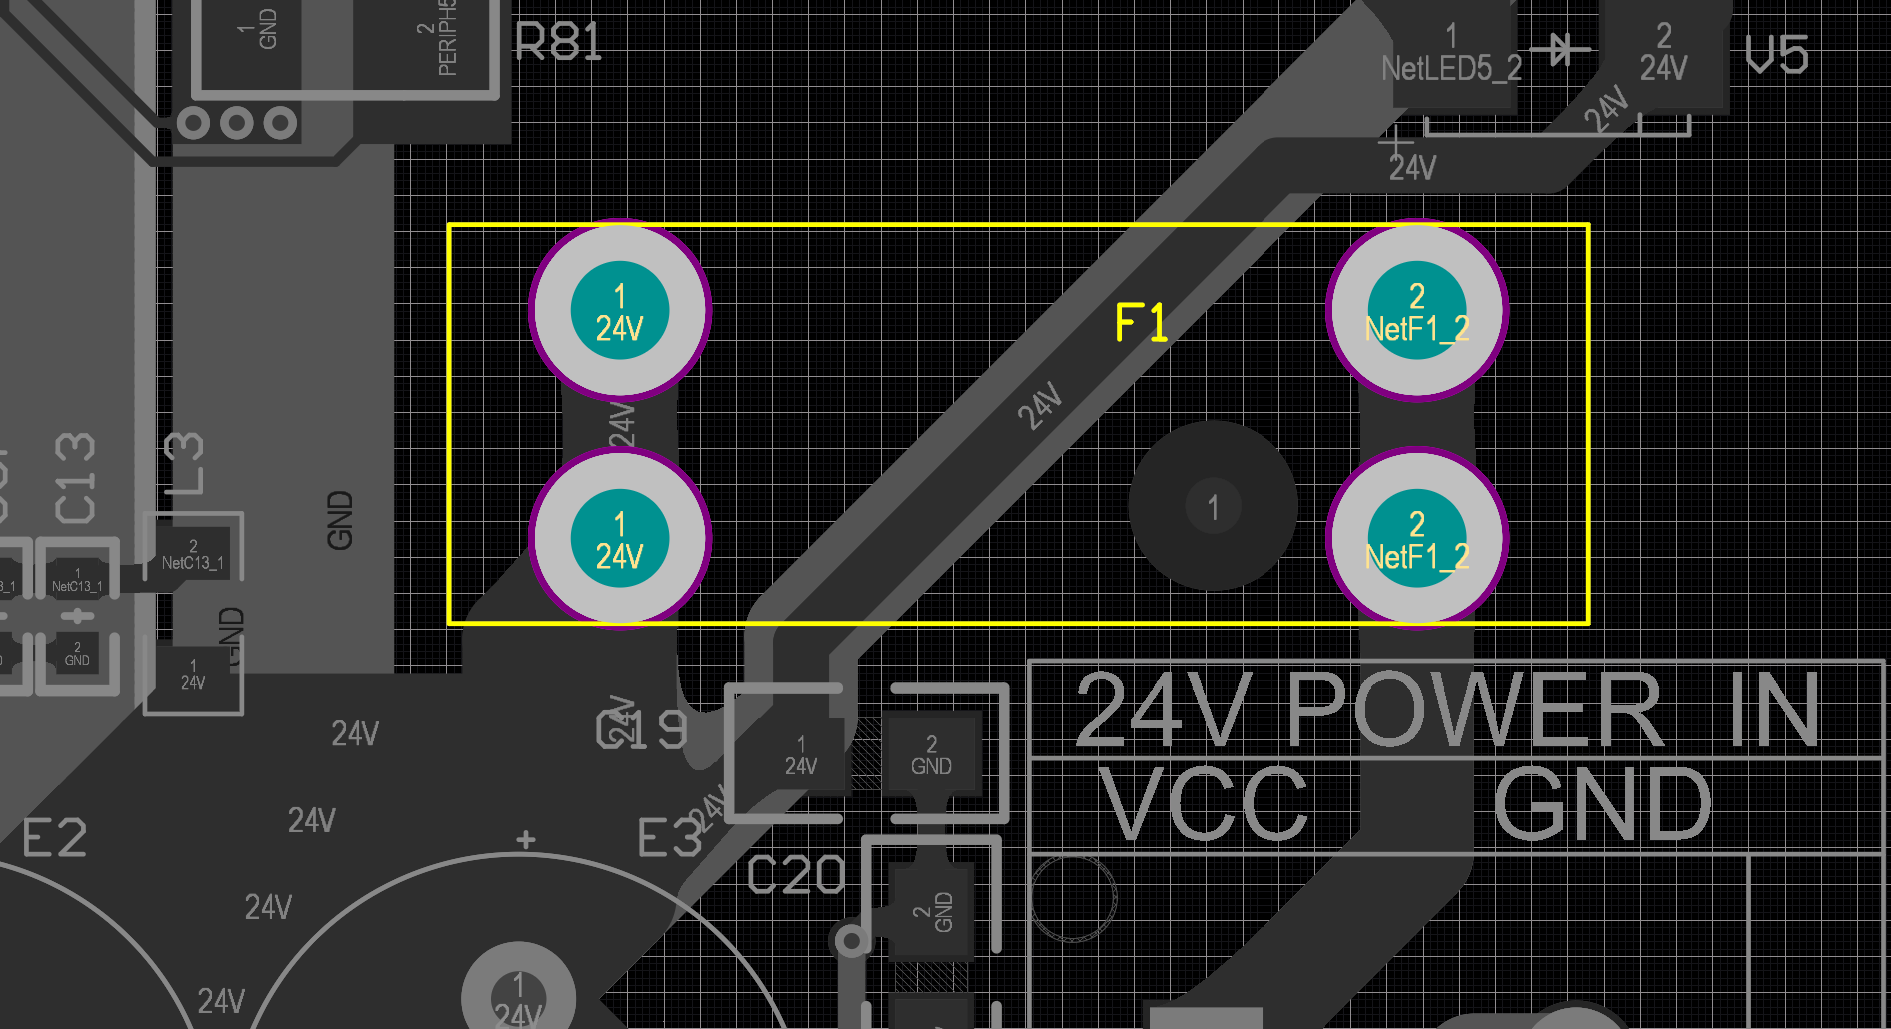 1
GND
2
PERIPH5
R81
1
NetLED5_2
2
24V
V5
24V
24V
1
24V
2
NetF1_2
F1
24V
24V
C13
L3
GND
1
1
24V
2
NetF1_2
2
NetC13_1
1
NetC13_1
3_1
GND
2
GND
1
24V
24V
C19
24V
1
24V
2
GND
24V POWER IN
VCC GND
24V
24V
E2
+
E3
C20
24V
2
GND
24V
1
24V